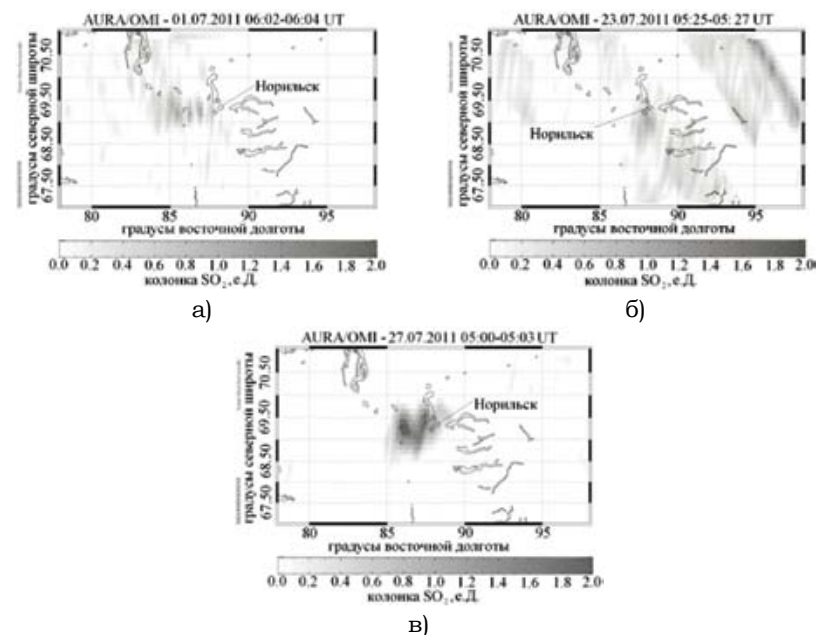 AURA/OMI - 01.07.2011 06:02-06:04 UT
градусы северной широты
70.50
69.50
68.50
67.50
Норильск
80 85 90 95
градусы восточной долготы
0.0 0.2 0.4 0.6 0.8 1.0 1.2 1.4 1.6 1.8 2.0
колонка SO₂, е.Д.
а)
AURA/OMI - 23.07.2011 05:25-05:27 UT
градусы северной широты
70.50
69.50
68.50
67.50
Норильск
80 85 90 95
градусы восточной долготы
0.0 0.2 0.4 0.6 0.8 1.0 1.2 1.4 1.6 1.8 2.0
колонка SO₂, е.Д.
б)
AURA/OMI - 27.07.2011 05:00-05:03 UT
градусы северной широты
70.50
69.50
68.50
67.50
Норильск
80 85 90 95
градусы восточной долготы
0.0 0.2 0.4 0.6 0.8 1.0 1.2 1.4 1.6 1.8 2.0
колонка SO₂, е.Д.
в)